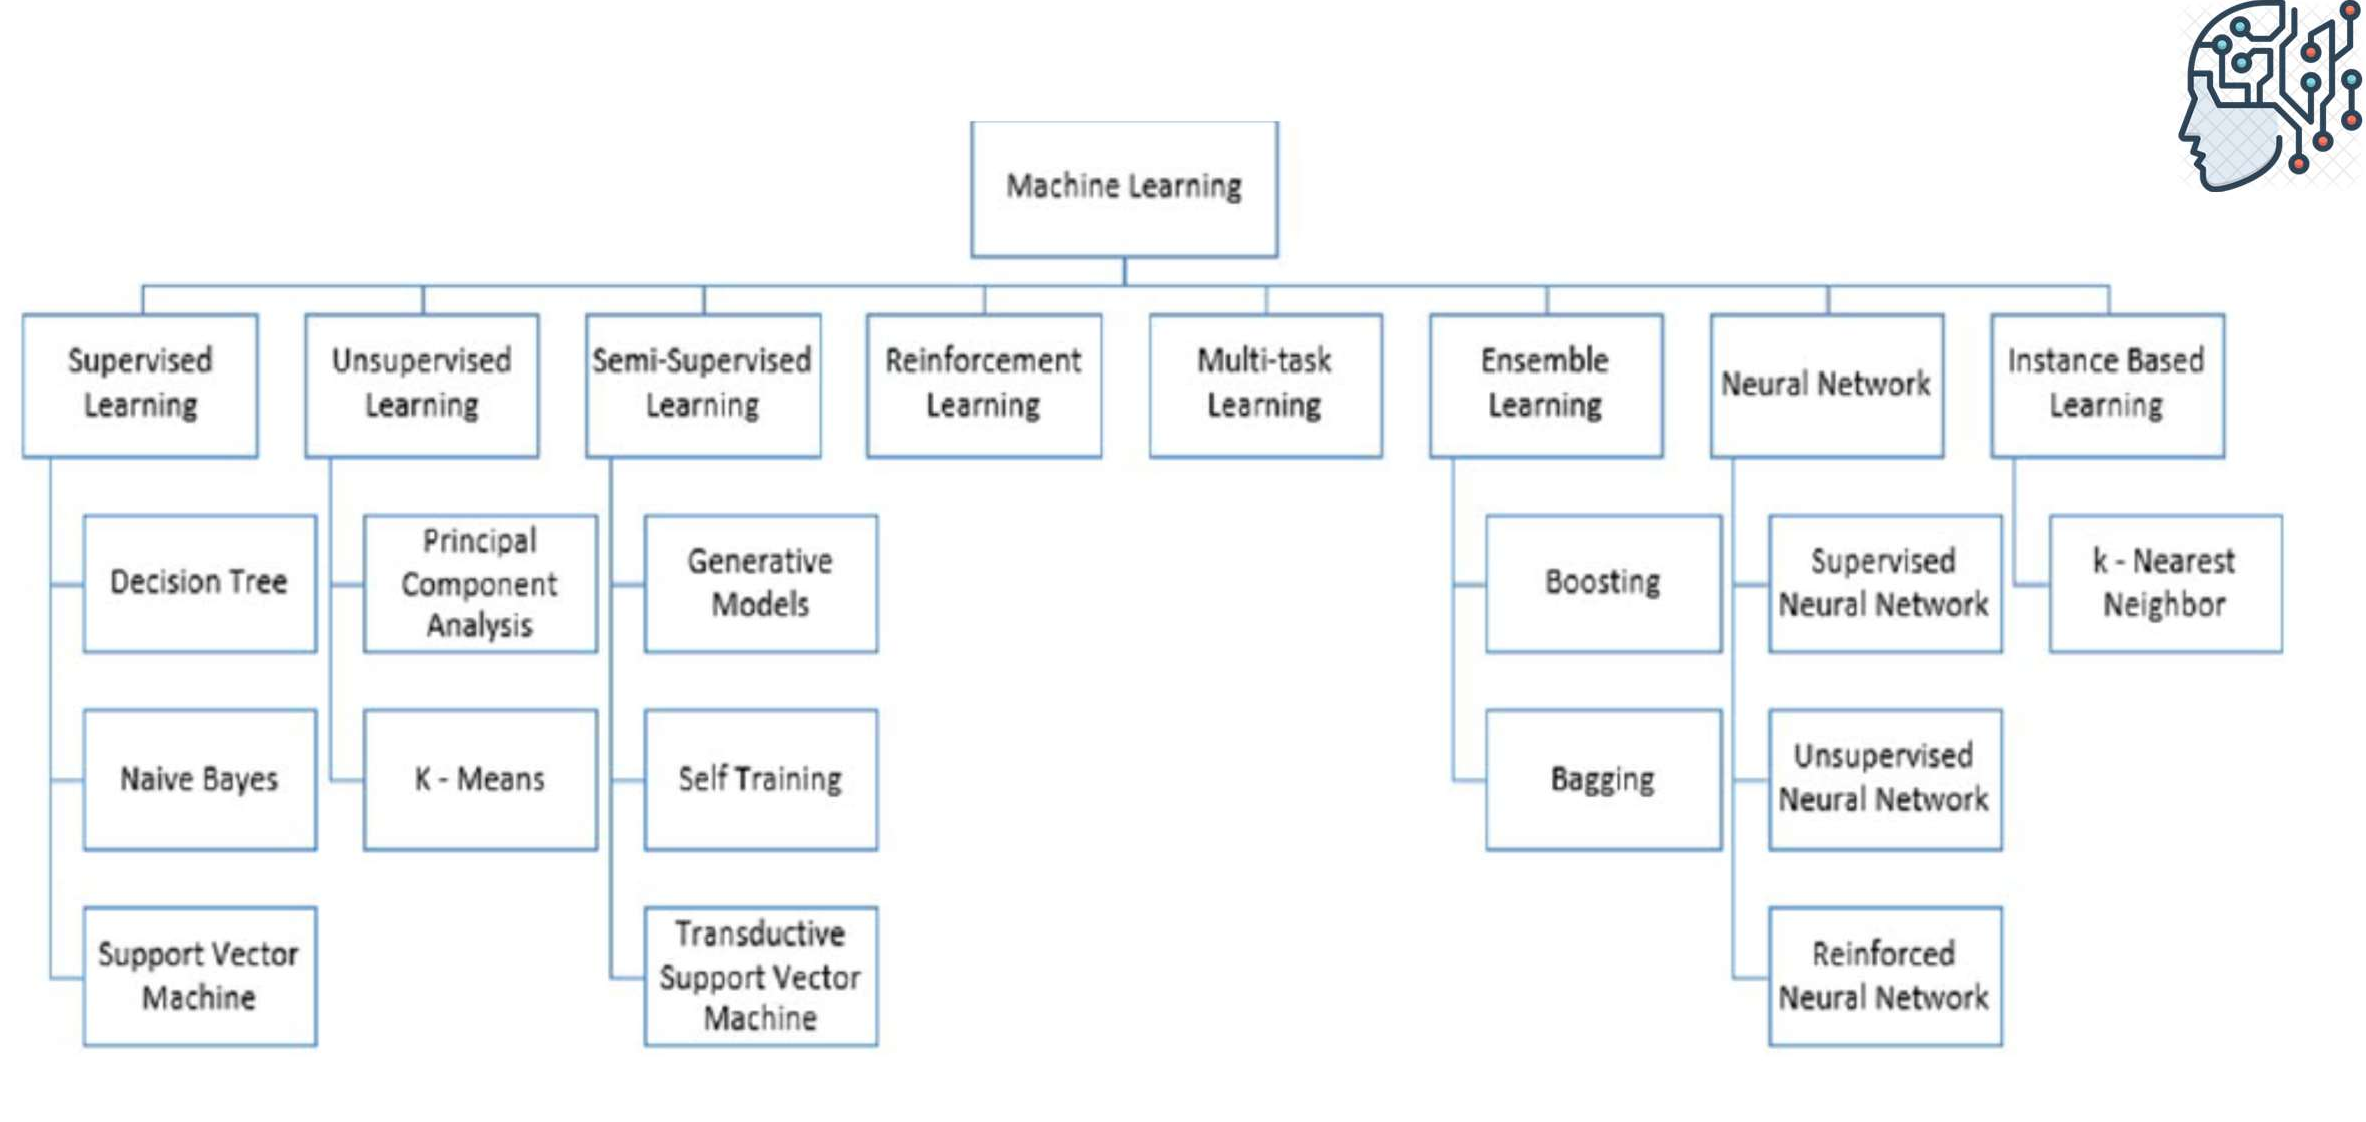 Machine Learning
Supervised
Learning
Unsupervised
Learning
Semi-Supervised
Learning
Reinforcement
Learning
Multi-task
Learning
Ensemble
Learning
Neural Network
Instance Based
Learning
Decision Tree
Naive Bayes
Support Vector
Machine
Principal
Component
Analysis
K - Means
Generative
Models
Self Training
Transductive
Support Vector
Machine
Boosting
Bagging
Supervised
Neural Network
Unsupervised
Neural Network
Reinforced
Neural Network
k - Nearest
Neighbor